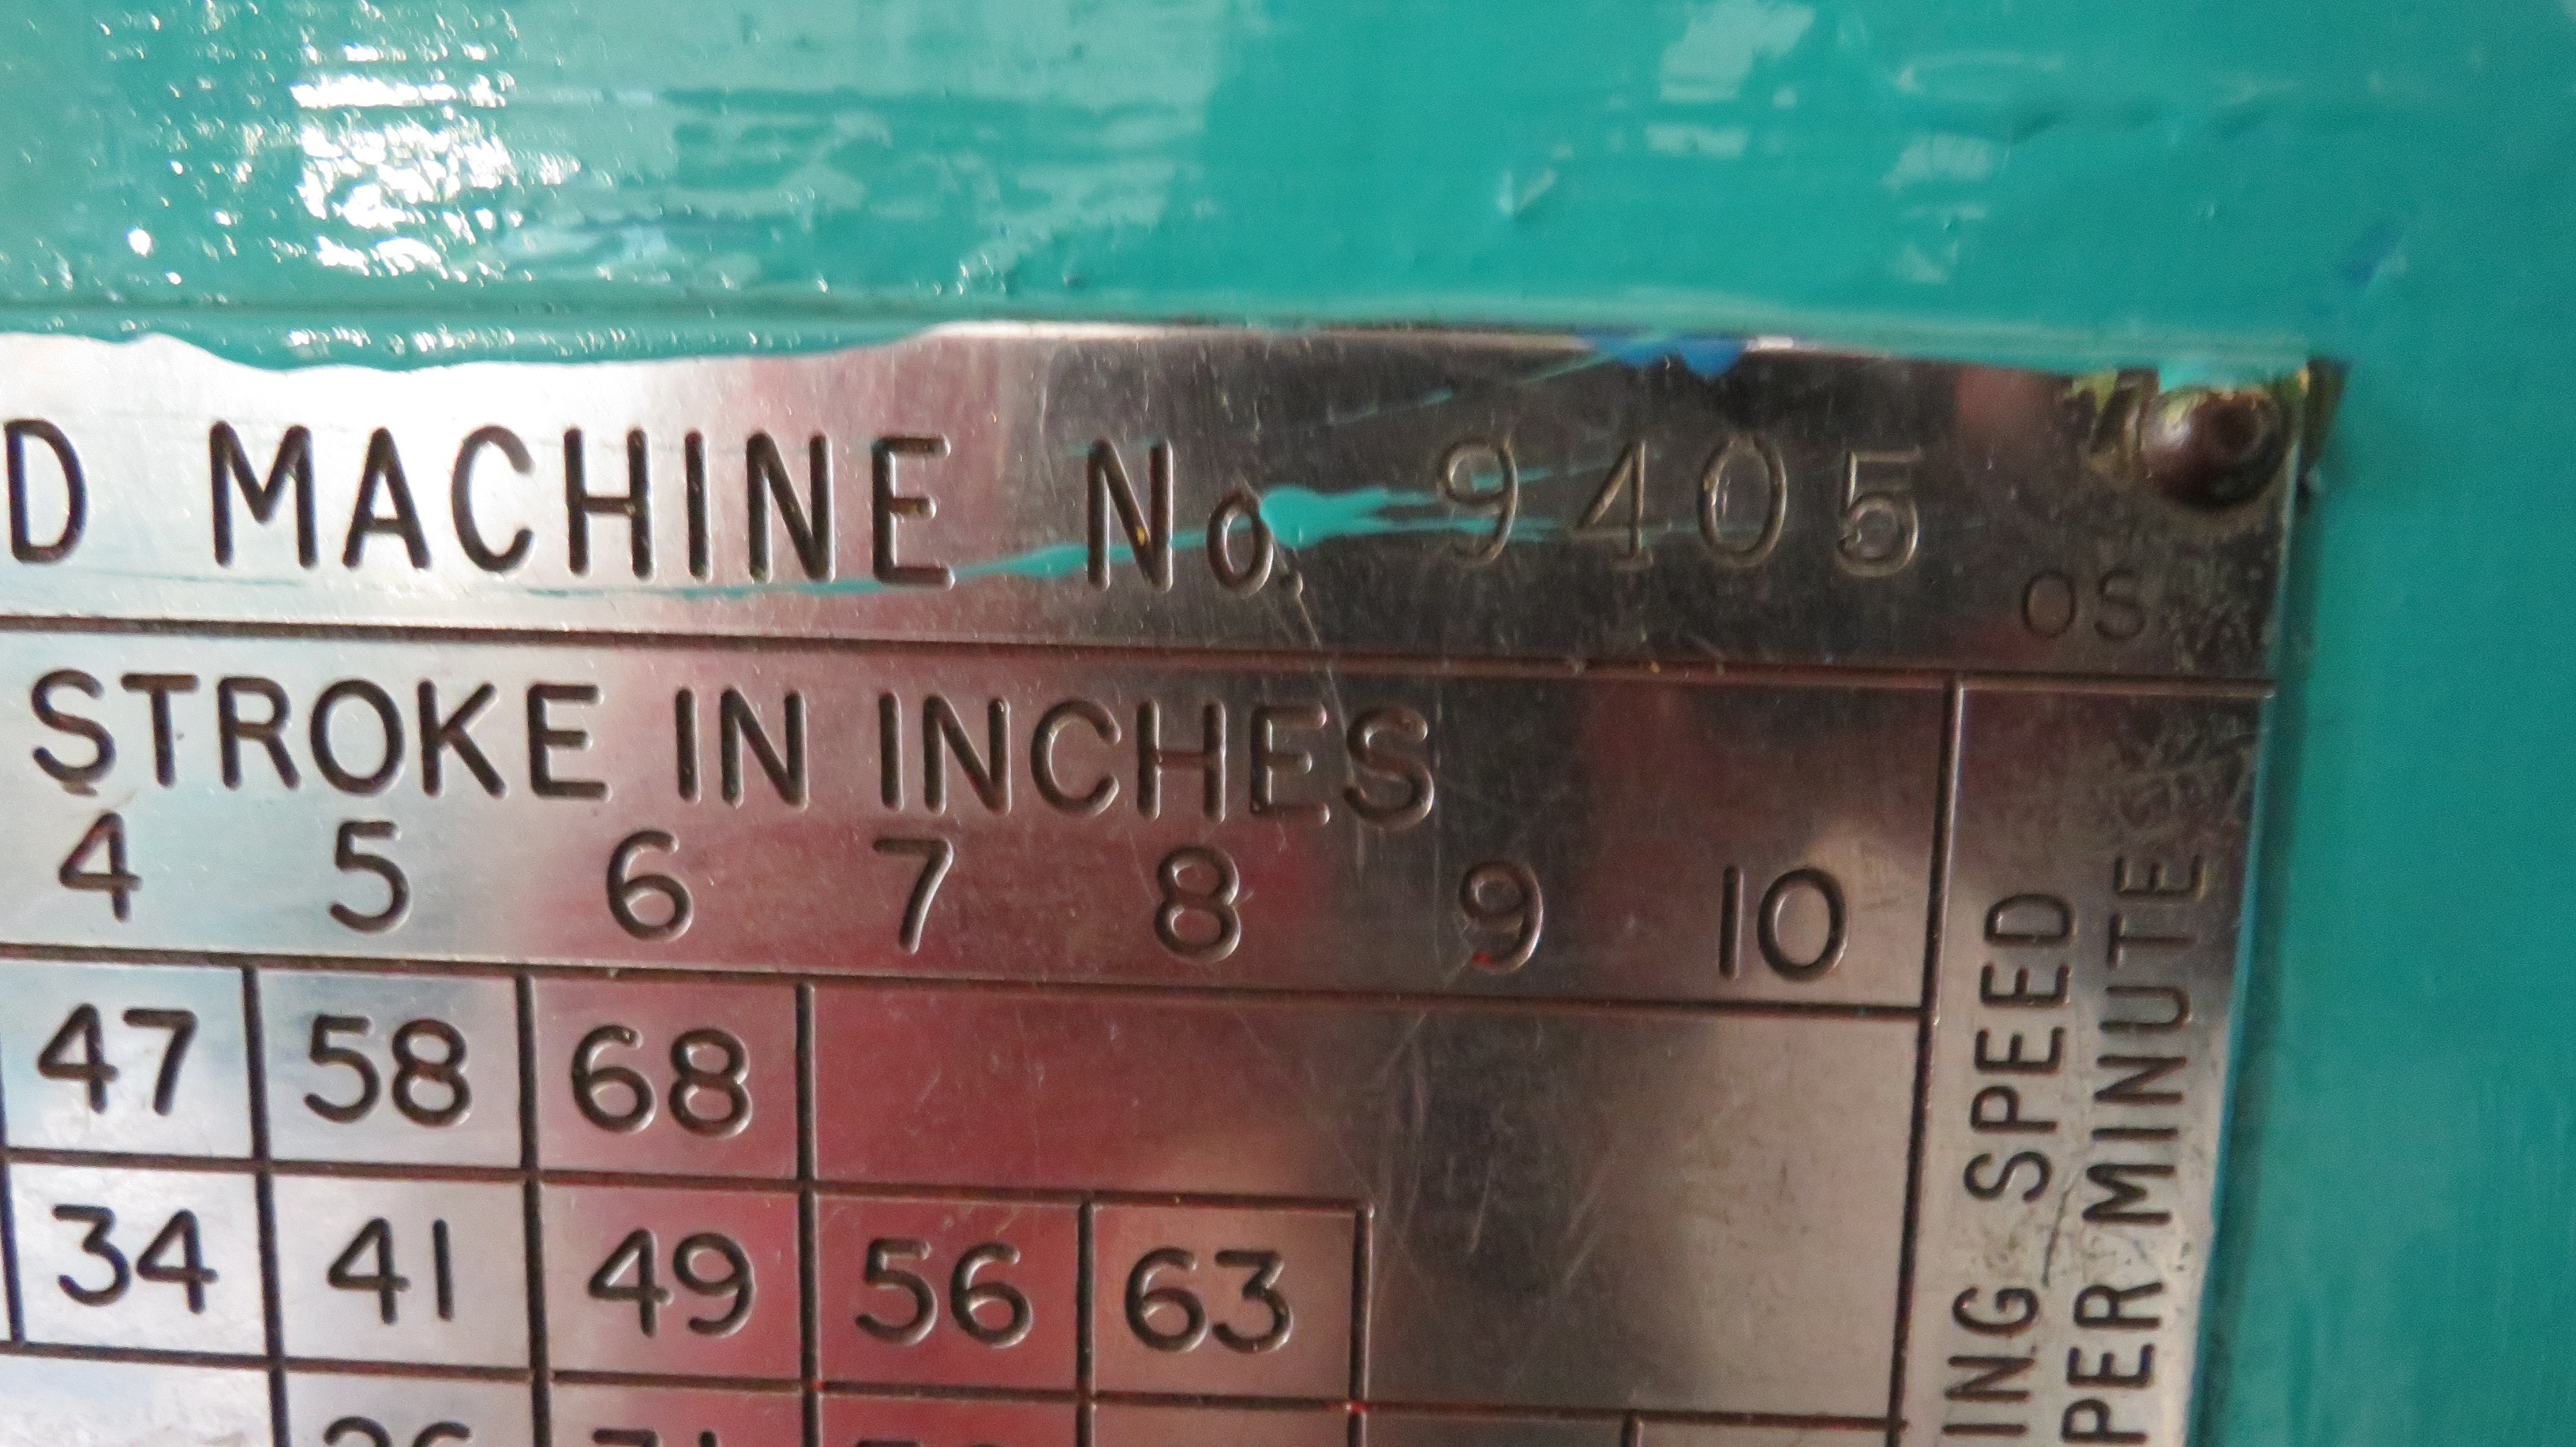 D MACHINE No. 9405
OS
STROKE IN INCHES
4 5 6 7 8 9 10
47 58 68
34 41 49 56 63
ING SPEED
PER MINUTE